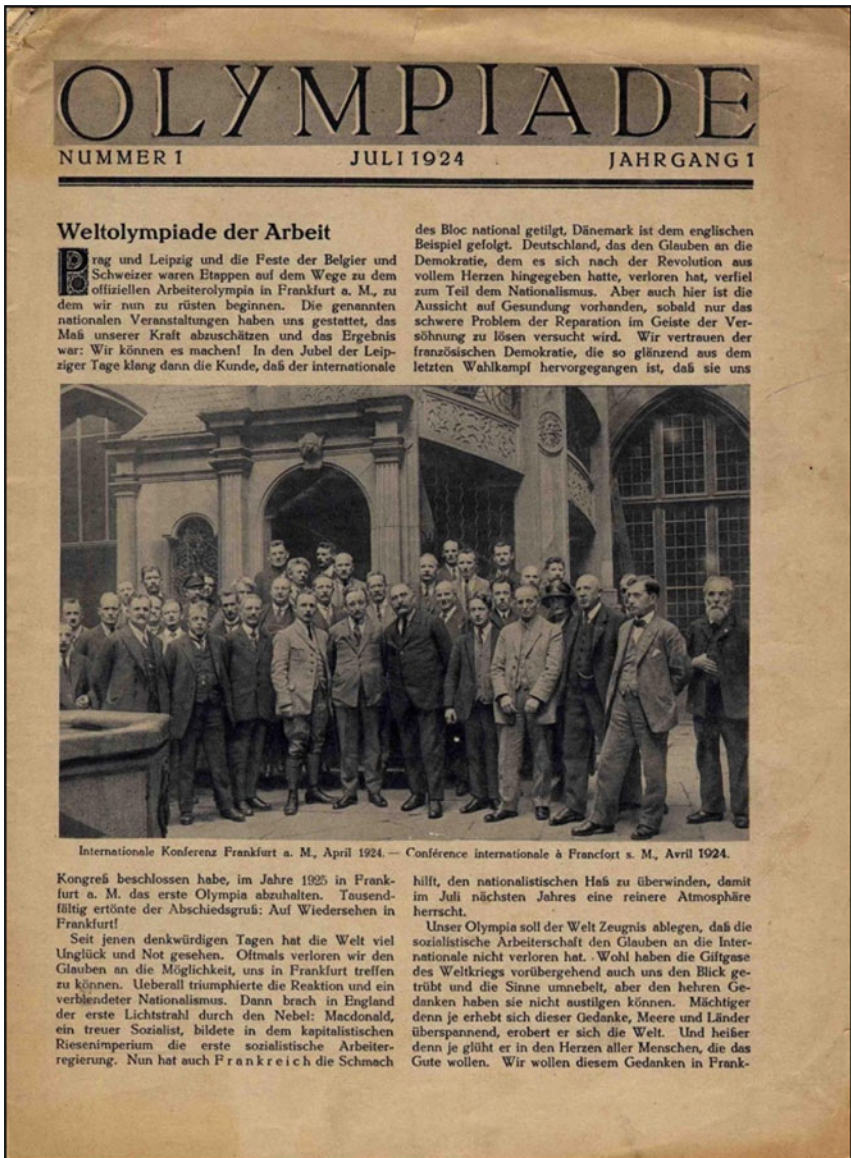 OLYMPIADE
NUMMER 1 JULI 1924 JAHRGANG 1
Weltolympiade der Arbeit
Prag und Leipzig und die Feste der Belgier und
Schweizer waren Etappen auf dem Wege zu dem
offiziellen Arbeiterolympia in Frankfurt a. M., zu
dem wir nun zu rüsten beginnen. Die genannten
nationalen Veranstaltungen haben uns gestattet, das
Maß unserer Kraft abzuschätzen und das Ergebnis
war: Wir können es machen! In den Jubel der Leip-
ziger Tage klang dann die Kunde, daß der internationale
des Bloc national getilgt, Dänemark ist dem englischen
Beispiel gefolgt. Deutschland, das den Glauben an die
Demokratie, dem es sich nach der Revolution aus
vollem Herzen hingegeben hatte, verloren hat, verfiel
zum Teil dem Nationalismus. Aber auch hier ist die
Aussicht auf Gesundung vorhanden, sobald nur das
schwere Problem der Reparation im Geiste der Ver-
söhnung zu lösen versucht wird. Wir vertrauen der
französischen Demokratie, die so glänzend aus dem
letzten Wahlkampf hervorgegangen ist, daß sie uns
Internationale Konferenz Frankfurt a. M., April 1924. — Conférence internationale à Francfort s. M., Avril 1924.
Kongreß beschlossen habe, im Jahre 1925 in Frank-
furt a. M. das erste Olympia abzuhalten. Tausend-
fältig ertönte der Abschiedsgruß: Auf Wiedersehen in
Frankfurt!
Seit jenen denkwürdigen Tagen hat die Welt viel
Unglück und Not gesehen. Oftmals verloren wir den
Glauben an die Möglichkeit, uns in Frankfurt treffen
zu können. Ueberall triumphierte die Reaktion und ein
verblendeter Nationalismus. Dann brach in England
der erste Lichtstrahl durch den Nebel: Macdonald,
ein treuer Sozialist, bildete in dem kapitalistischen
Riesenimperium die erste sozialistische Arbeiter-
regierung. Nun hat auch Frankreich die Schmach
hilft, den nationalistischen Haß zu überwinden, damit
im Juli nächsten Jahres eine reinere Atmosphäre
herrscht.
Unser Olympia soll der Welt Zeugnis ablegen, daß die
sozialistische Arbeiterschaft den Glauben an die Inter-
nationale nicht verloren hat. Wohl haben die Giftgase
des Weltkriegs vorübergehend auch uns den Blick ge-
trübt und die Sinne umnebelt, aber den hehren Ge-
danken haben sie nicht austilgen können. Mächtiger
denn je erhebt sich dieser Gedanke, Meere und Länder
überspannend, erobert er sich die Welt. Und heißer
denn je glüht er in den Herzen aller Menschen, die das
Gute wollen. Wir wollen diesem Gedanken in Frank-